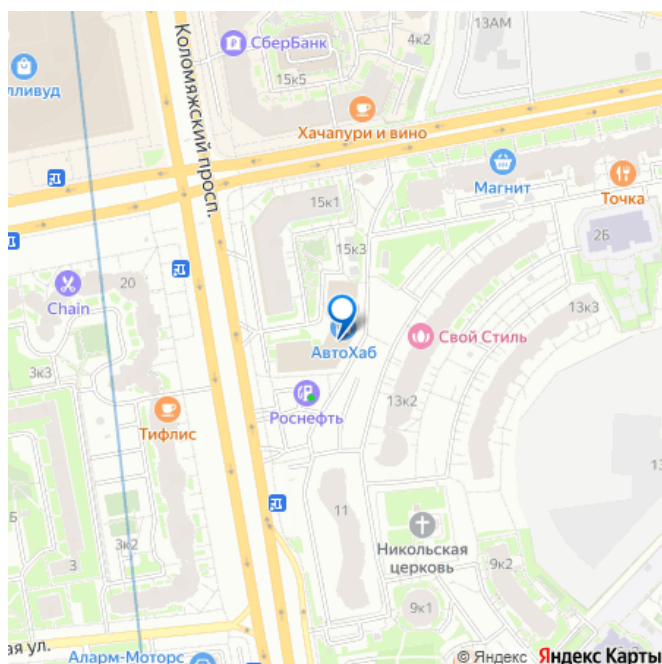 13АМ
4к2
СберБанк
лливуд
15к5
Коломяжский просп.
Хачапури и вино
Магнит
Точка
15к1
2Б
15к3
20
Chain
13к3
Свой Стиль
АвтоХаб
3к3
Роснефть
13к2
Тифлис
11
Б
3к2
3
Никольская
церковь
9к2
9к1
ая ул.
Аларм-Моторс
© Яндекс Яндекс Карты